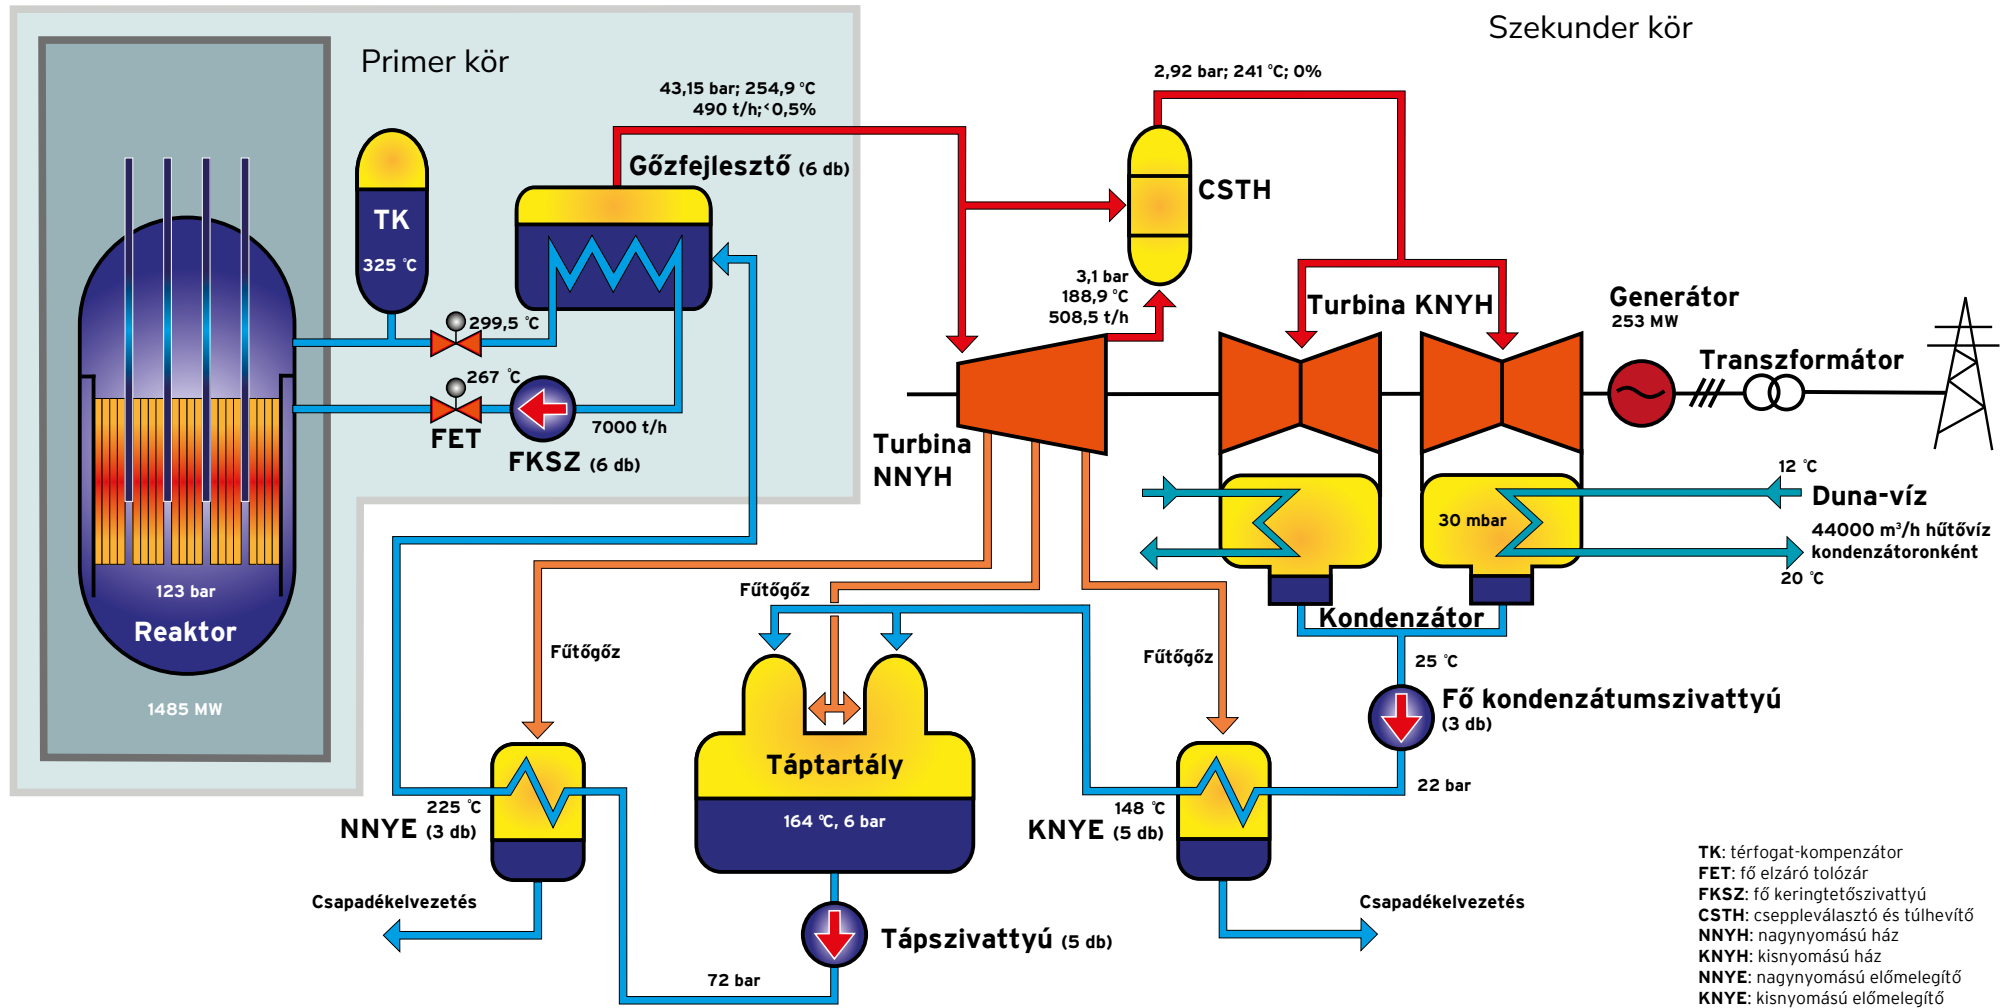 Szekunder kör
Primer kör
43,15 bar; 254,9 °C
490 t/h;<0,5%
2,92 bar; 241 °C; 0%
Gőzfejlesztő (6 db)
CSTH
TK
325 °C
299,5 °C
267 °C
FET
FKSZ (6 db)
7000 t/h
3,1 bar
188,9 °C
508,5 t/h
Turbina KNYH
Generátor
253 MW
Transzformátor
Turbina
NNYH
12 °C
Duna-víz
44000 m³/h hűtővíz
kondenzátoronként
20 °C
30 mbar
123 bar
Reaktor
1485 MW
Fűtőgőz
Fűtőgőz
Fűtőgőz
Kondenzátor
25 °C
Fő kondenzátumszivattyú
(3 db)
22 bar
Táptartály
164 °C, 6 bar
225 °C
NNYE (3 db)
148 °C
KNYE (5 db)
Csapadékelvezetés
Csapadékelvezetés
Tápszivattyú (5 db)
72 bar
TK: térfogat-kompenzátor
FET: fő elzáró tolózár
FKSZ: fő keringtetőszivattyú
CSTH: cseppleválasztó és túlhevítő
NNYH: nagynyomású ház
KNYH: kisnyomású ház
NNYE: nagynyomású előmelegítő
KNYE: kisnyomású előmelegítő